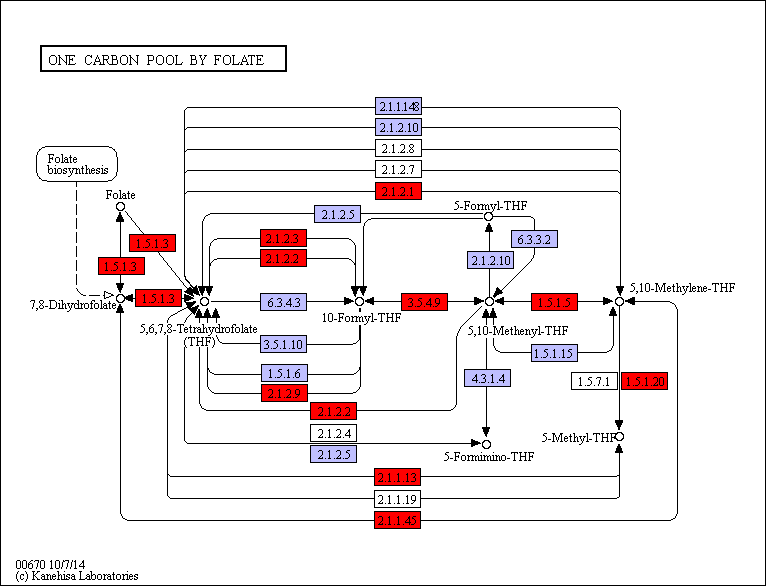 ONE CARBON POOL BY FOLATE
2.1.1.148
2.1.2.10
2.1.2.8
2.1.2.7
2.1.2.1
Folate
biosynthesis
Folate
5-Formyl-THF
2.1.2.5
1.5.1.3
2.1.2.3
6.3.3.2
2.1.2.2
2.1.2.10
1.5.1.3
5,10-Methylene-THF
1.5.1.3
6.3.4.3
3.5.4.9
1.5.1.5
7,8-Dihydrofolate
10-Formyl-THF
5,6,7,8-Tetrahydrofolate
(THF)
5,10-Methenyl-THF
3.5.1.10
1.5.1.15
1.5.1.6
4.3.1.4
1.5.7.1
1.5.1.20
2.1.2.9
2.1.2.2
2.1.2.4
5-Methyl-THF
2.1.2.5
5-Formimino-THF
2.1.1.13
2.1.1.19
2.1.1.45
00670 10/7/14
(c) Kanehisa Laboratories